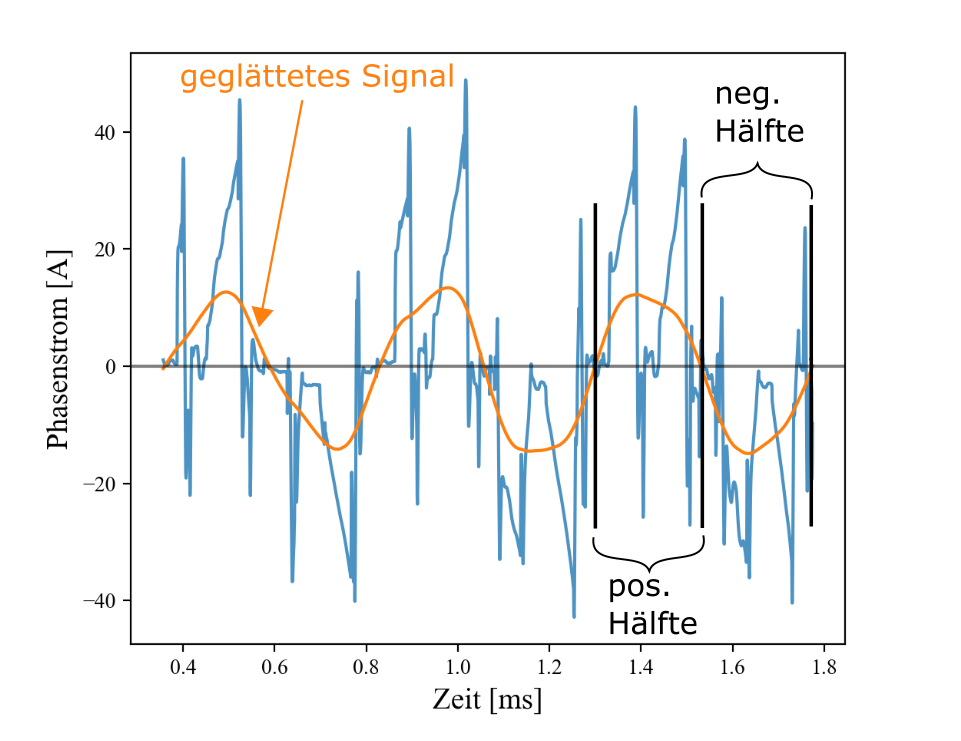 geglättetes Signal
neg.
Hälfte
40
20
0
−20
−40
Phasenstrom [A]
pos.
Hälfte
0.4 0.6 0.8 1.0 1.2 1.4 1.6 1.8
Zeit [ms]